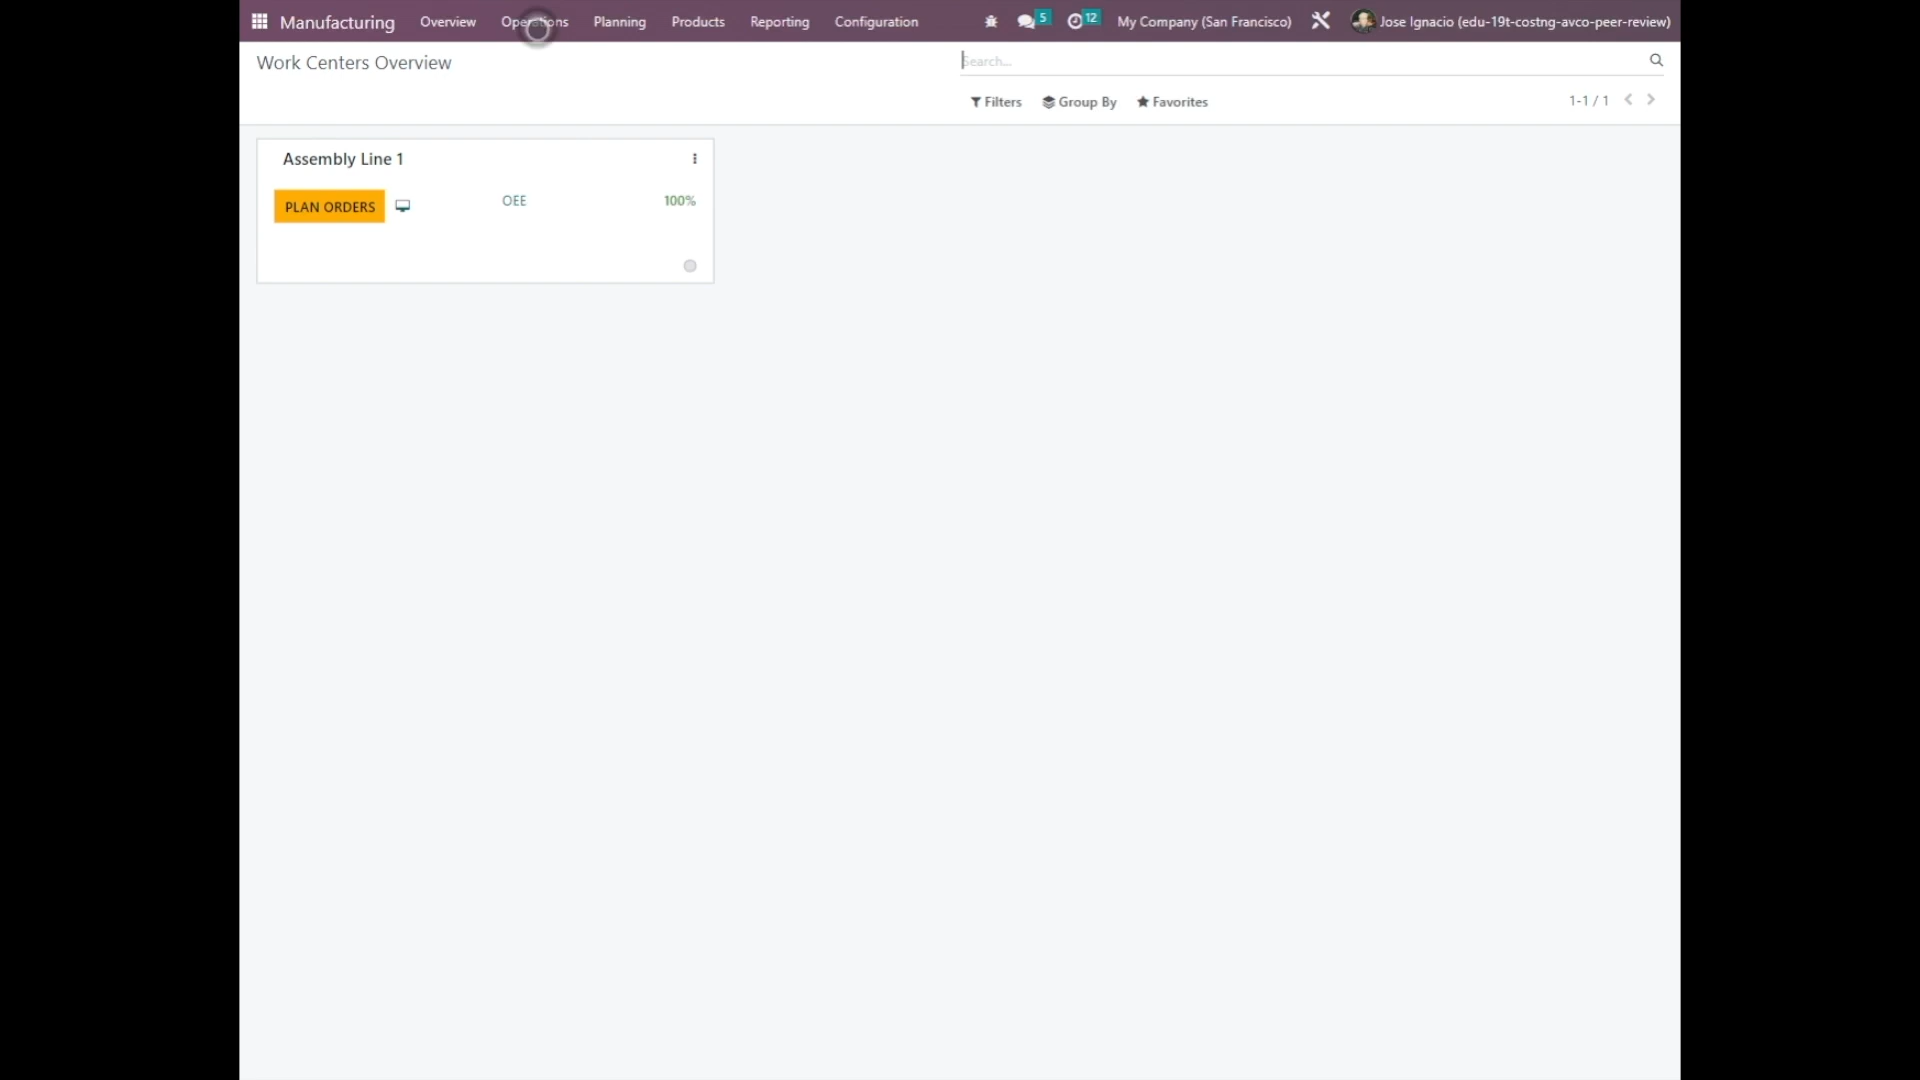 Manufacturing Overview Operations Planning Products Reporting Configuration 5 12 My Company (San Francisco) Jose Ignacio (edu-19t-costng-avco-peer-review)
Work Centers Overview
Search...
Filters Group By Favorites 1-1 / 1
Assembly Line 1
PLAN ORDERS OEE 100%